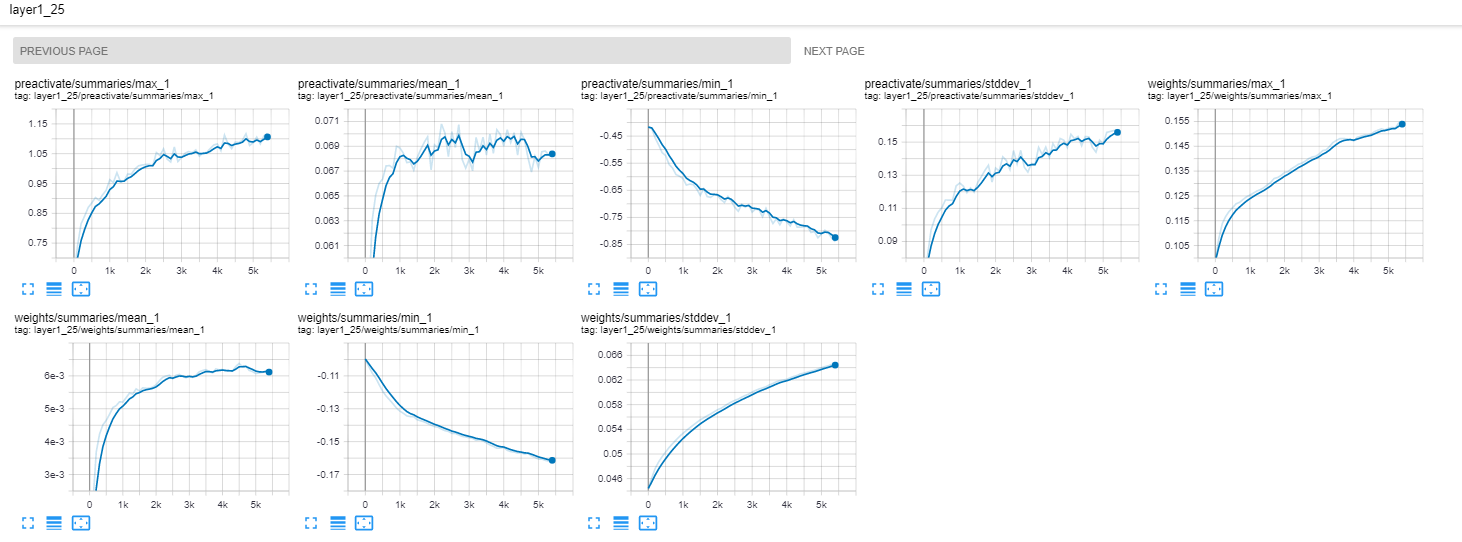 layer1_25
PREVIOUS PAGE NEXT PAGE
preactivate/summaries/max_1
tag: layer1_25/preactivate/summaries/max_1
1.15
1.05
0.95
0.85
0.75
0 1k 2k 3k 4k 5k
preactivate/summaries/mean_1
tag: layer1_25/preactivate/summaries/mean_1
0.071
0.069
0.067
0.065
0.063
0.061
0 1k 2k 3k 4k 5k
preactivate/summaries/min_1
tag: layer1_25/preactivate/summaries/min_1
-0.45
-0.55
-0.65
-0.75
-0.85
0 1k 2k 3k 4k 5k
preactivate/summaries/stddev_1
tag: layer1_25/preactivate/summaries/stddev_1
0.15
0.13
0.11
0.09
0 1k 2k 3k 4k 5k
weights/summaries/max_1
tag: layer1_25/weights/summaries/max_1
0.155
0.145
0.135
0.125
0.115
0.105
0 1k 2k 3k 4k 5k
weights/summaries/mean_1
tag: layer1_25/weights/summaries/mean_1
6e-3
5e-3
4e-3
3e-3
0 1k 2k 3k 4k 5k
weights/summaries/min_1
tag: layer1_25/weights/summaries/min_1
-0.11
-0.13
-0.15
-0.17
0 1k 2k 3k 4k 5k
weights/summaries/stddev_1
tag: layer1_25/weights/summaries/stddev_1
0.066
0.062
0.058
0.054
0.05
0.046
0 1k 2k 3k 4k 5k